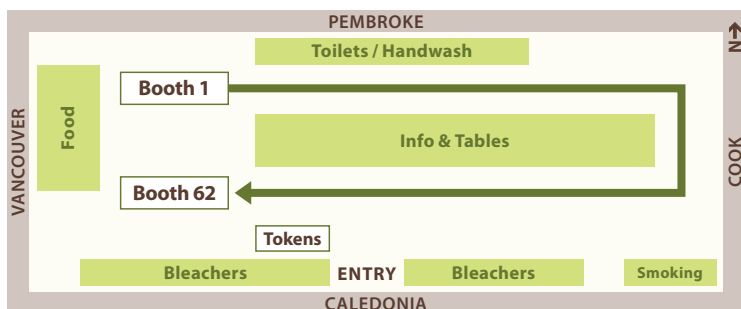 PEMBROKE
N
Toilets / Handwash
Booth 1
Food
VANCOUVER
Info & Tables
COOK
Booth 62
Tokens
Bleachers
ENTRY
Bleachers
Smoking
CALEDONIA